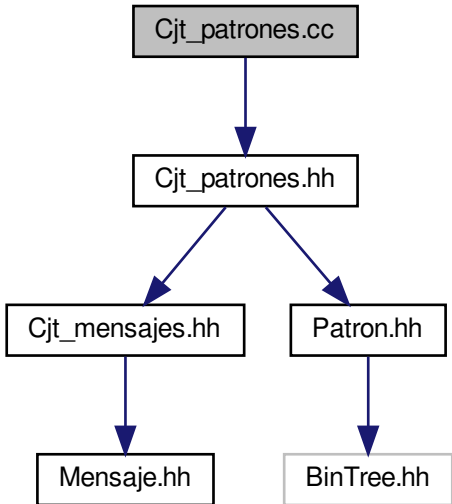 Cjt_patrones.cc
Cjt_patrones.hh
Cjt_mensajes.hh
Patron.hh
Mensaje.hh
BinTree.hh